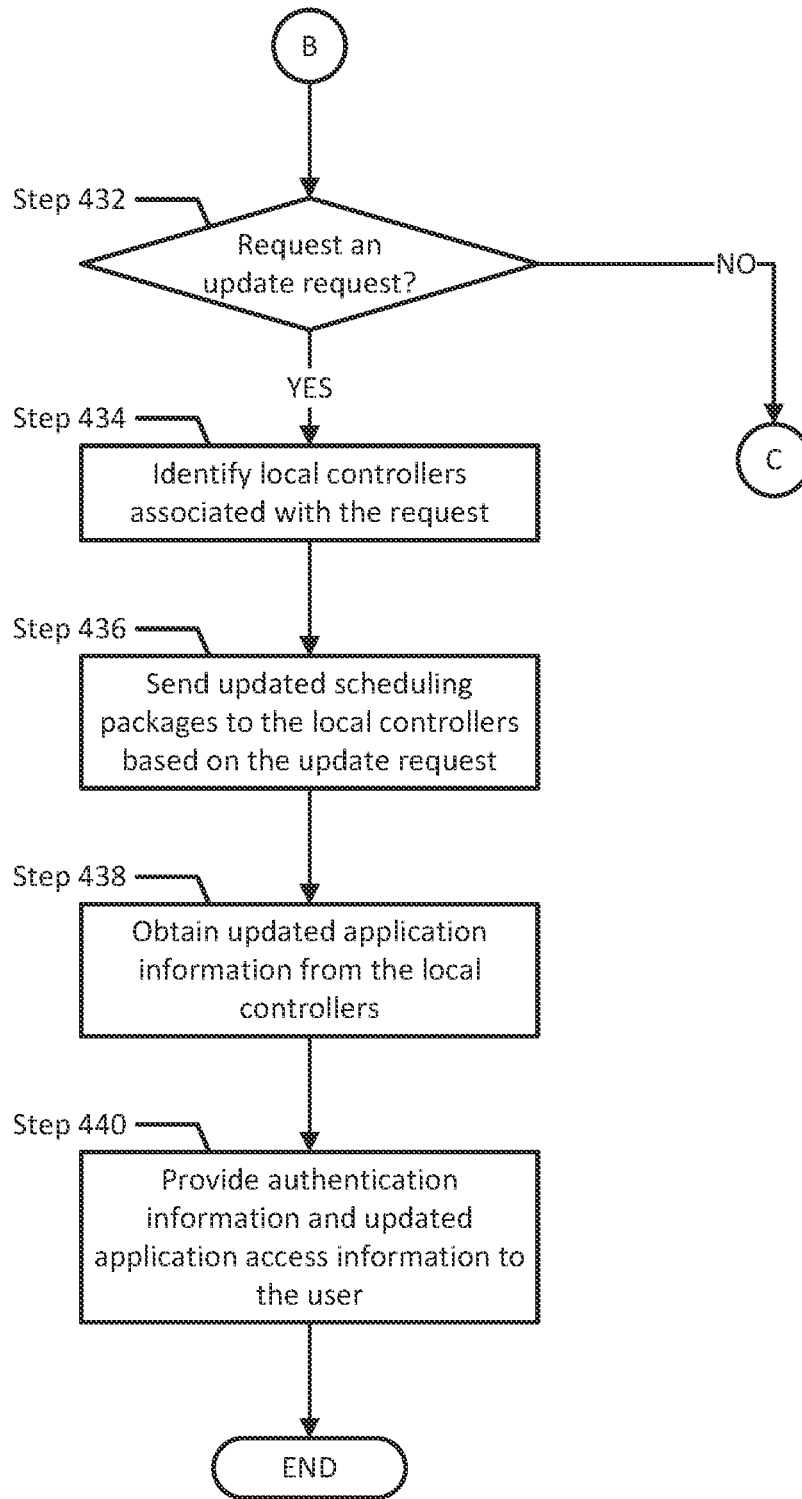 B
Step 432
Request an
update request?
NO
YES
C
Step 434
Identify local controllers
associated with the request
Step 436
Send updated scheduling
packages to the local controllers
based on the update request
Step 438
Obtain updated application
information from the local
controllers
Step 440
Provide authentication
information and updated
application access information to
the user
END